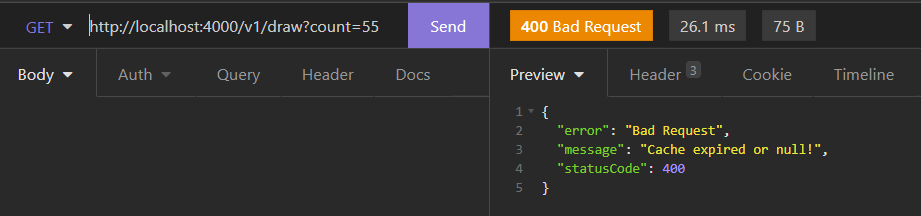 GET http://localhost:4000/v1/draw?count=55 Send 400 Bad Request 26.1 ms 75 B
Body Auth Query Header Docs Preview Header 3 Cookie Timeline
1 {
2 "error": "Bad Request",
3 "message": "Cache expired or null!",
4 "statusCode": 400
5 }